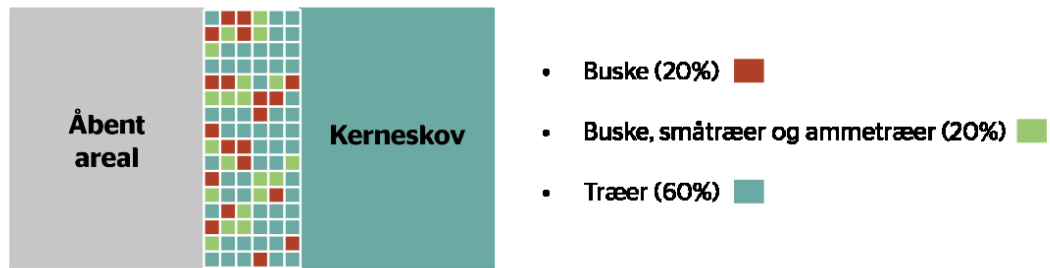 Åbent
areal
Kerneskov
• Buske (20%)
• Buske, småtræer og ammetræer (20%)
• Træer (60%)